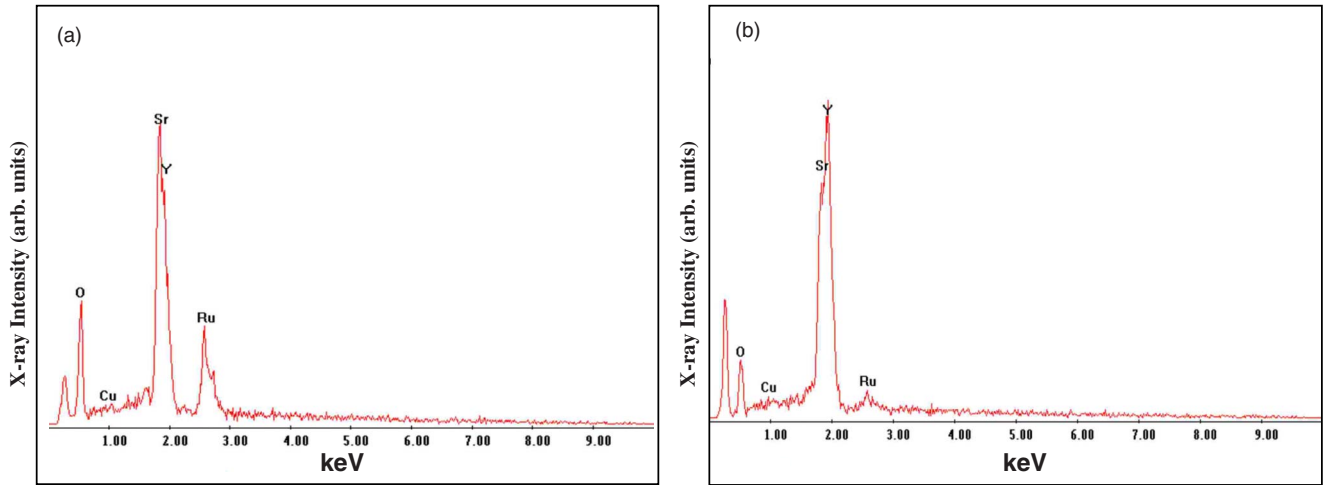 (a)
X-ray Intensity (arb. units)
Sr
Y
O
Ru
Cu
1.00 2.00 3.00 4.00 5.00 6.00 7.00 8.00 9.00
keV
(b)
X-ray Intensity (arb. units)
Y
Sr
O
Cu
Ru
1.00 2.00 3.00 4.00 5.00 6.00 7.00 8.00 9.00
keV